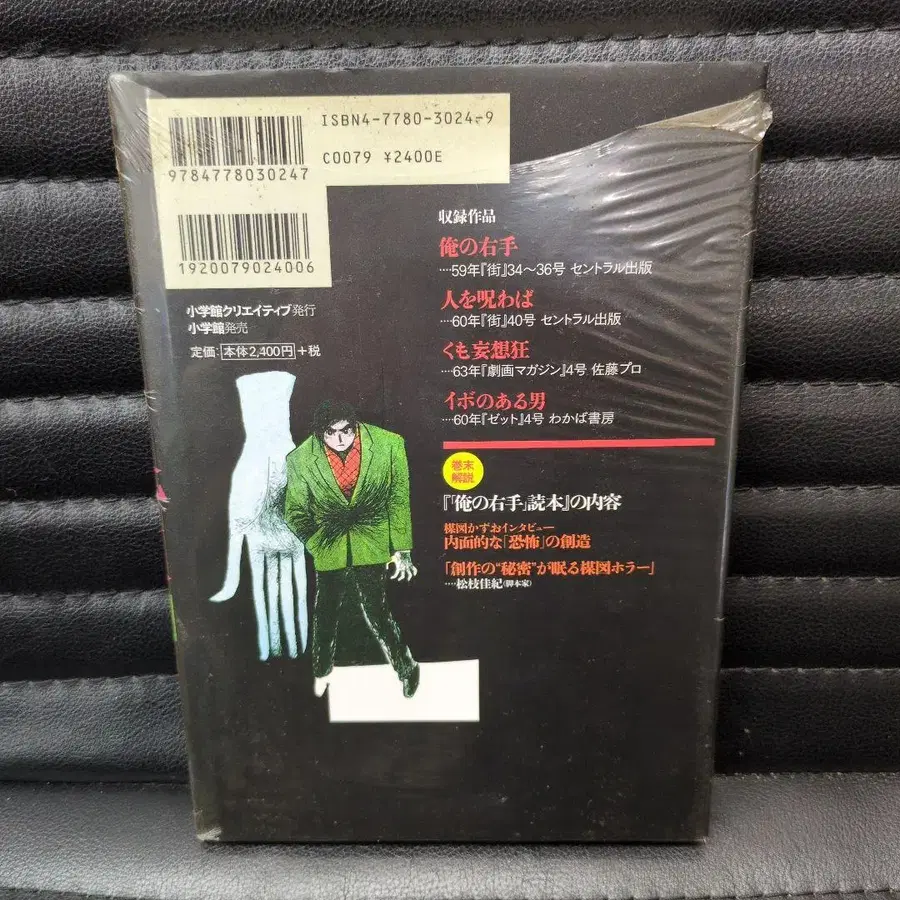 ISBN4-7780-3024-9
C0079 ¥2400E
9784778030247
1920079024006
小学館クリエイティブ発行
小学館発売
定価:本体2,400円+税
収録作品
俺の右手
‥‥59年『街』34〜36号 セントラル出版
人を呪わば
‥‥60年『街』40号 セントラル出版
くも妄想狂
‥‥63年『劇画マガジン』4号 佐藤プロ
イボのある男
‥‥60年『ゼット』4号 わかば書房
巻末
解説
『「俺の右手」読本』の内容
楳図かずおインタビュー
内面的な「恐怖」の創造
「創作の“秘密”が眠る楳図ホラー」
‥‥松枝佳紀(脚本家)